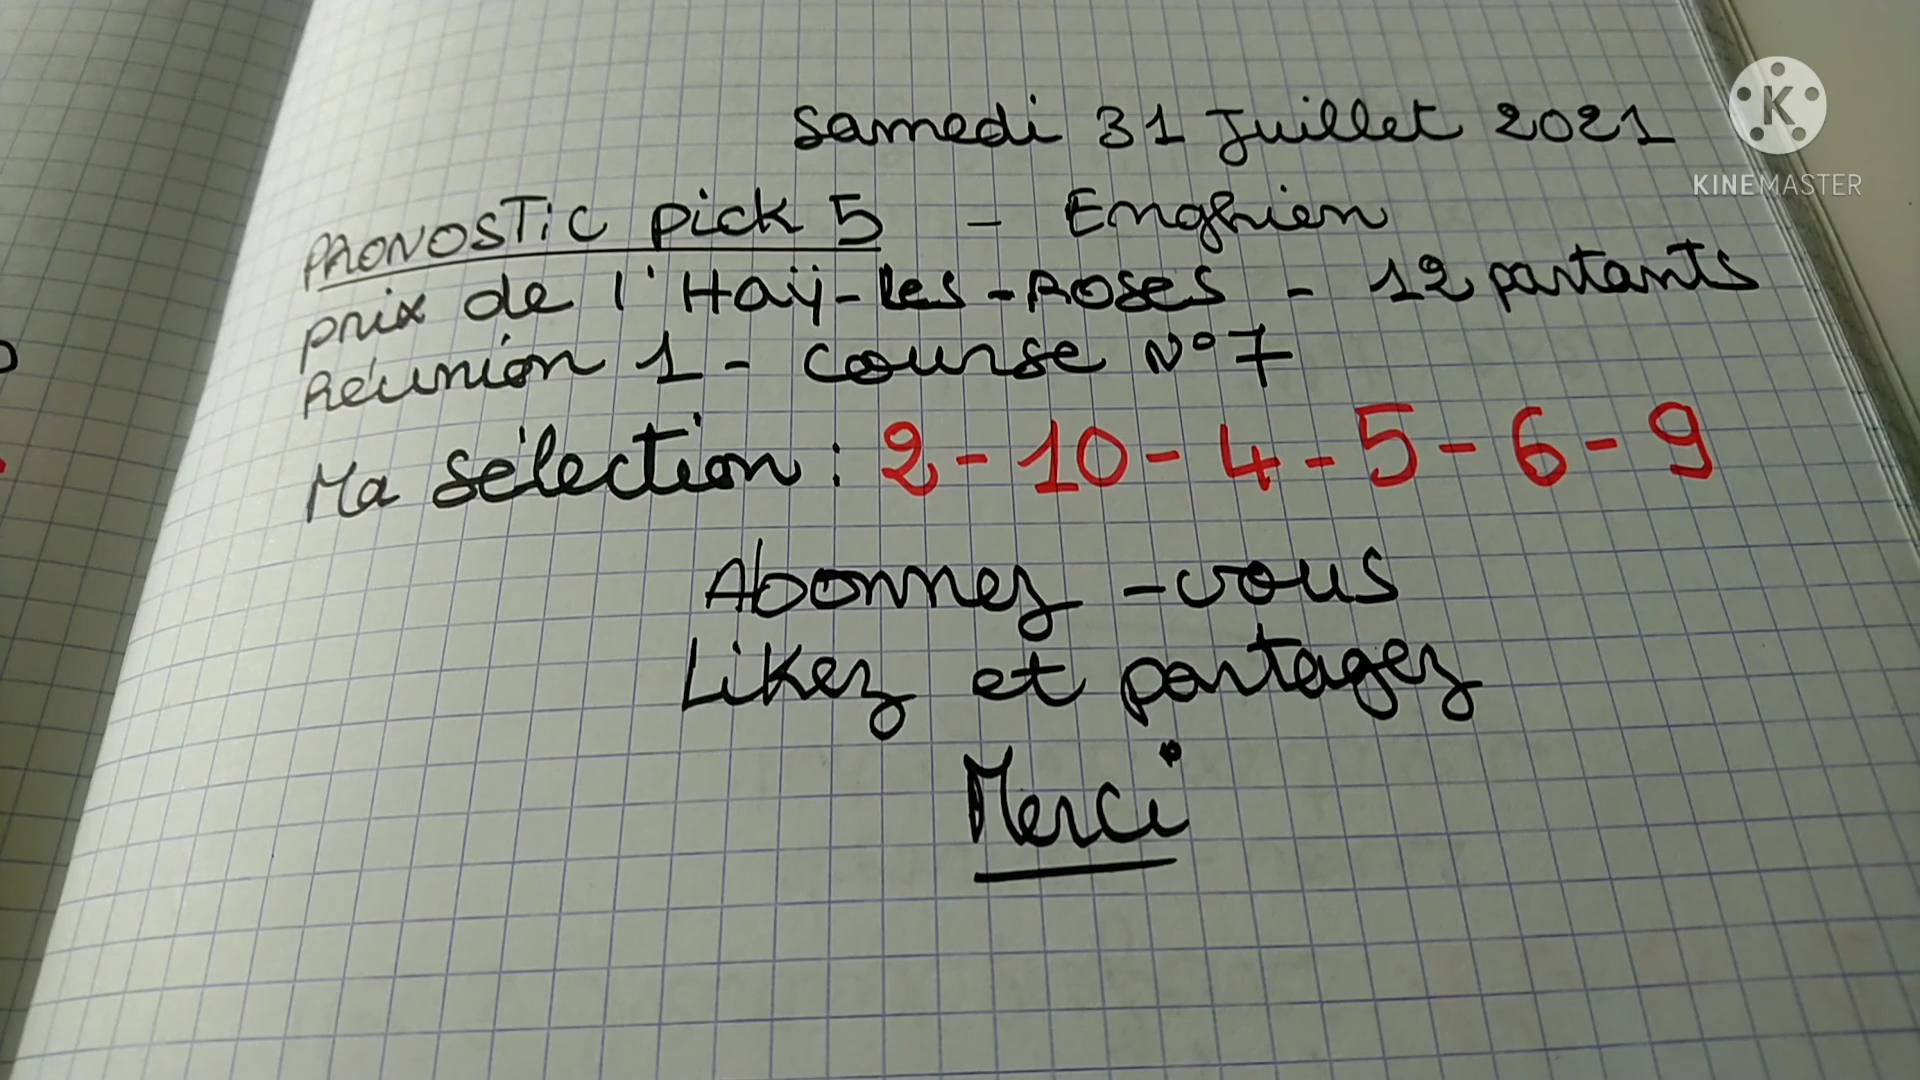 Samedi 31 Juillet 2021
PRONOSTIC Pick 5 - Enghien
prix de l'Haÿ-les-Roses - 12 partants
Réunion 1 - course N°7
Ma sélection : 2 - 10 - 4 - 5 - 6 - 9
Abonnez-vous
Likez et partagez
Merci
K
KINEMASTER